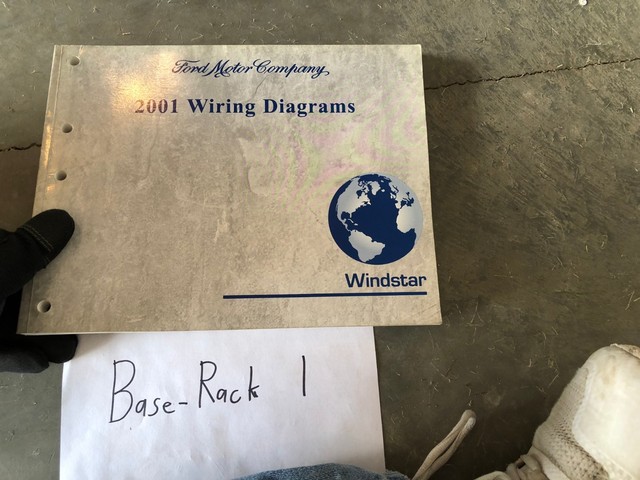 Ford Motor Company
2001 Wiring Diagrams
Windstar
Base-Rack 1